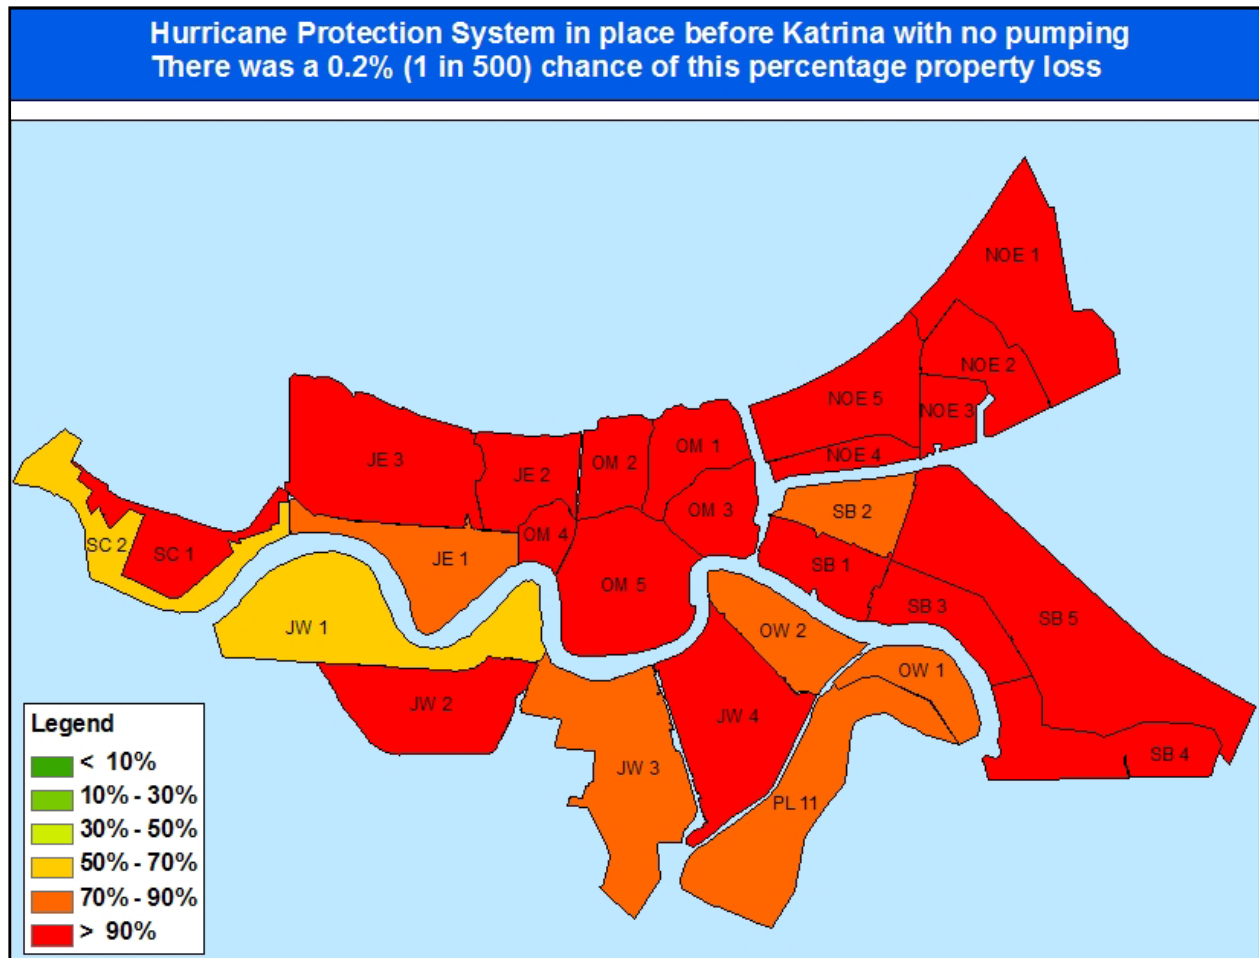 Hurricane Protection System in place before Katrina with no pumping
There was a 0.2% (1 in 500) chance of this percentage property loss
NOE 1
NOE 2
NOE 5
NOE 3
NOE 4
JE 3
JE 2
OM 2
OM 1
OM 3
OM 4
SB 2
SC 2
SC 1
JE 1
SB 1
OM 5
SB 3
SB 5
JW 1
OW 2
OW 1
JW 2
JW 4
SB 4
JW 3
PL 11
Legend
< 10%
10% - 30%
30% - 50%
50% - 70%
70% - 90%
> 90%